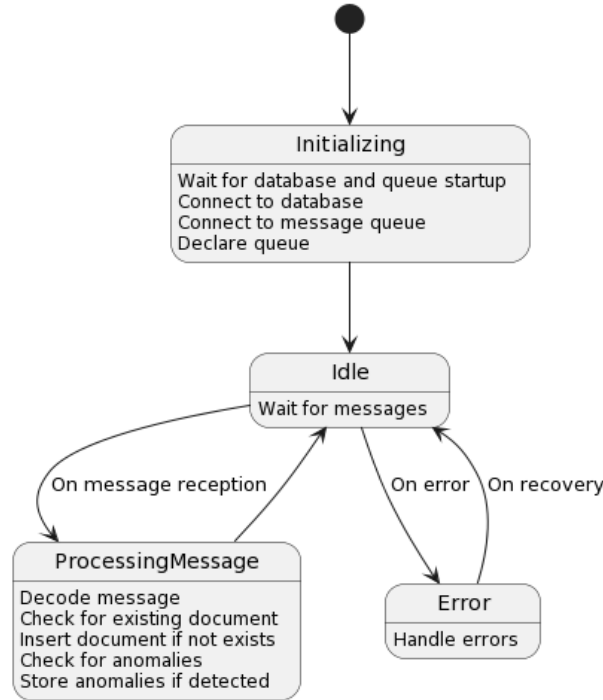 Initializing
Wait for database and queue startup
Connect to database
Connect to message queue
Declare queue
Idle
Wait for messages
On message reception
On error
On recovery
ProcessingMessage
Decode message
Check for existing document
Insert document if not exists
Check for anomalies
Store anomalies if detected
Error
Handle errors